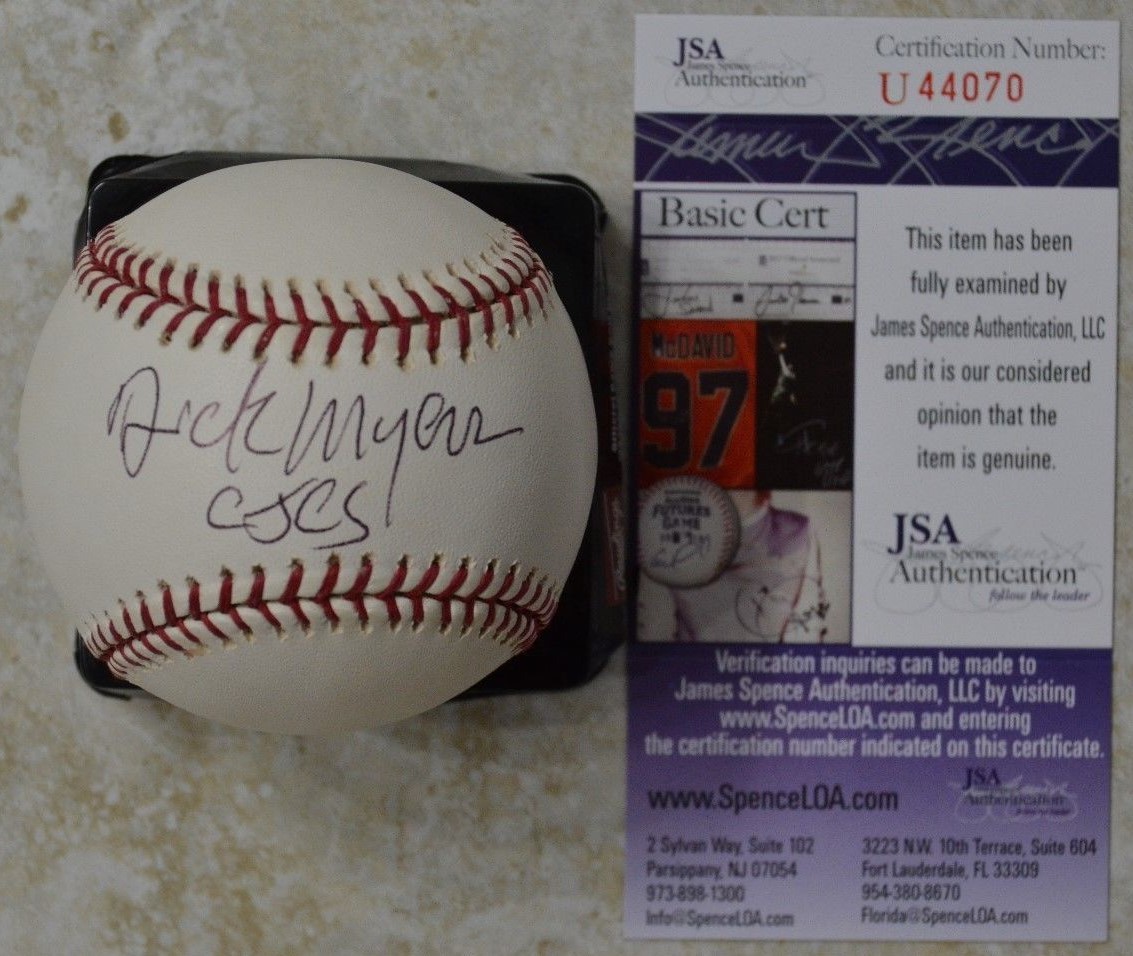 Dick Myers
CJCS
JSA
James Spence
Authentication
Certification Number:
U 44070
Basic Cert
McDAVID
97
FUTURES
GAME
This item has been
fully examined by
James Spence Authentication, LLC
and it is our considered
opinion that the
item is genuine.
JSA
James Spence
Authentication
follow the leader
Verification inquiries can be made to
James Spence Authentication, LLC by visiting
www.SpenceLOA.com and entering
the certification number indicated on this certificate.
www.SpenceLOA.com
JSA
Authentication
2 Sylvan Way, Suite 102
Parsippany, NJ 07054
973-898-1300
Info@SpenceLOA.com
3223 N.W. 10th Terrace, Suite 604
Fort Lauderdale, FL 33309
954-380-8670
Florida@SpenceLOA.com